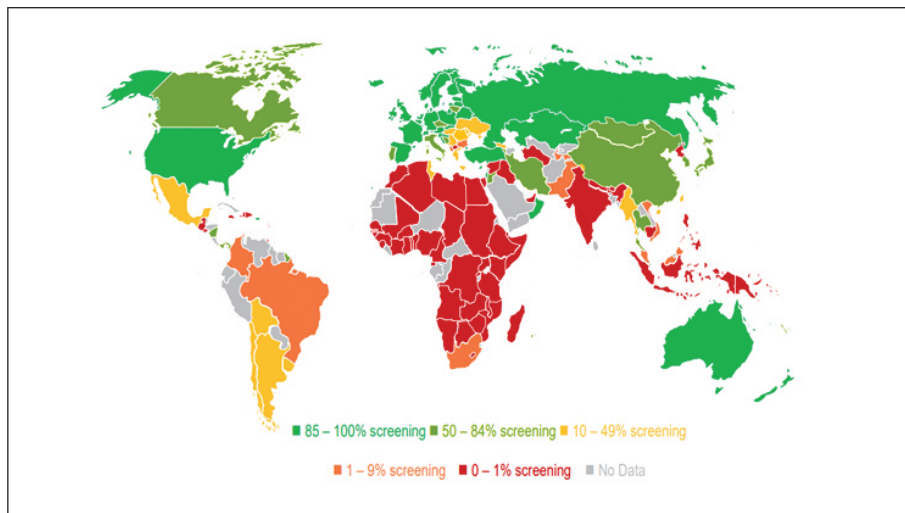 85 – 100% screening 50 – 84% screening 10 – 49% screening
1 – 9% screening 0 – 1% screening No Data